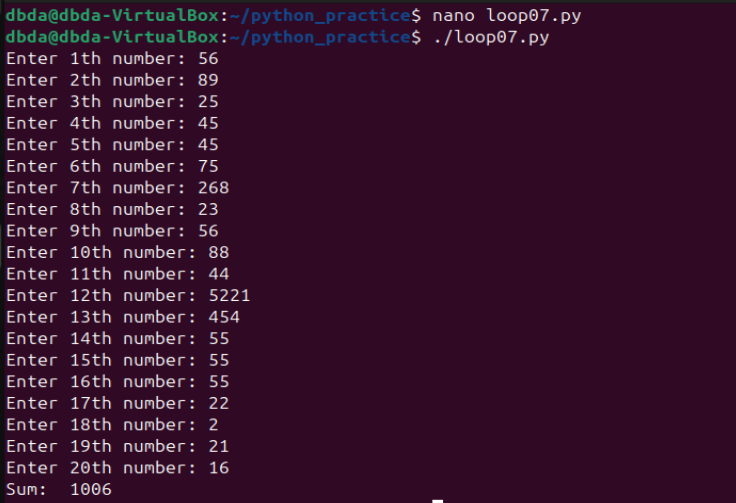 dbda@dbda-VirtualBox:~/python_practice$ nano loop07.py
dbda@dbda-VirtualBox:~/python_practice$ ./loop07.py
Enter 1th number: 56
Enter 2th number: 89
Enter 3th number: 25
Enter 4th number: 45
Enter 5th number: 45
Enter 6th number: 75
Enter 7th number: 268
Enter 8th number: 23
Enter 9th number: 56
Enter 10th number: 88
Enter 11th number: 44
Enter 12th number: 5221
Enter 13th number: 454
Enter 14th number: 55
Enter 15th number: 55
Enter 16th number: 55
Enter 17th number: 22
Enter 18th number: 2
Enter 19th number: 21
Enter 20th number: 16
Sum:  1006